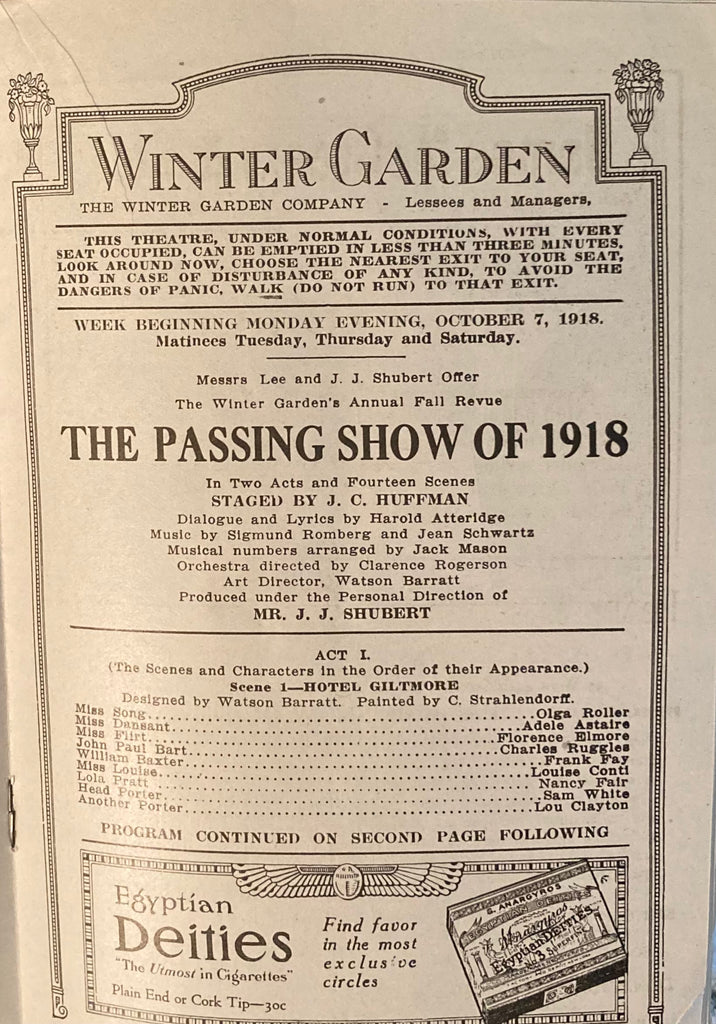 WINTER GARDEN
THE WINTER GARDEN COMPANY - Lessees and Managers,
THIS THEATRE, UNDER NORMAL CONDITIONS, WITH EVERY
SEAT OCCUPIED, CAN BE EMPTIED IN LESS THAN THREE MINUTES.
LOOK AROUND NOW, CHOOSE THE NEAREST EXIT TO YOUR SEAT,
AND IN CASE OF DISTURBANCE OF ANY KIND, TO AVOID THE
DANGERS OF PANIC, WALK (DO NOT RUN) TO THAT EXIT.
WEEK BEGINNING MONDAY EVENING, OCTOBER 7, 1918.
Matinees Tuesday, Thursday and Saturday.
Messrs Lee and J. J. Shubert Offer
The Winter Garden's Annual Fall Revue
THE PASSING SHOW OF 1918
In Two Acts and Fourteen Scenes
STAGED BY J. C. HUFFMAN
Dialogue and Lyrics by Harold Atteridge
Music by Sigmund Romberg and Jean Schwartz
Musical numbers arranged by Jack Mason
Orchestra directed by Clarence Rogerson
Art Director, Watson Barratt
Produced under the Personal Direction of
MR. J. J. SHUBERT
ACT I.
(The Scenes and Characters in the Order of their Appearance.)
Scene 1—HOTEL GILTMORE
Designed by Watson Barratt. Painted by C. Strahlendorff.
Miss Song....Olga Roller
Miss Dansant....Adele Astaire
Miss Flirt....Florence Elmore
John Paul Bart....Charles Ruggles
William Baxter....Frank Fay
Miss Louise....Louise Conti
Lola Pratt....Nancy Fair
Head Porter....Sam White
Another Porter....Lou Clayton
PROGRAM CONTINUED ON SECOND PAGE FOLLOWING
Egyptian
Deities
"The Utmost in Cigarettes"
Plain End or Cork Tip—30c
Find favor
in the most
exclusive
circles
S. ANARGYROS
EGYPTIAN DEITIES
Anargyros
Egyptian Deities
No 3